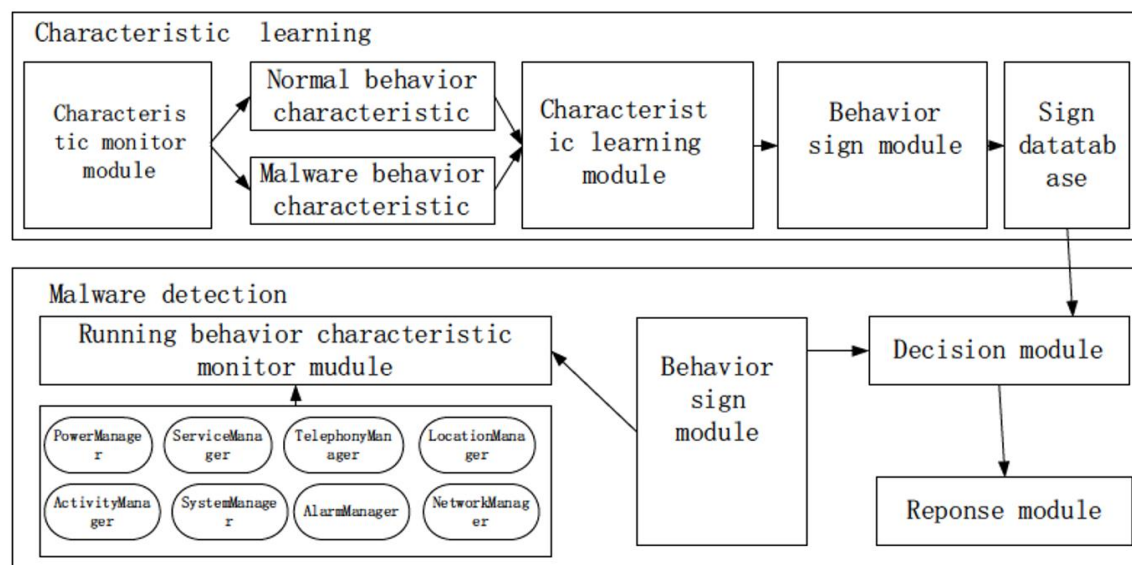 Characteristic learning
Characteris
tic monitor
module
Normal behavior
characteristic
Malware behavior
characteristic
Characterist
ic learning
module
Behavior
sign module
Sign
datatab
ase
Malware detection
Running behavior characteristic
monitor mudule
PowerManage
r
ServiceMana
ger
TelephonyMan
ager
LocationMana
ger
ActivityMana
ger
SystemManage
r
AlarmManager
NetworkManag
er
Behavior
sign
module
Decision module
Reponse module